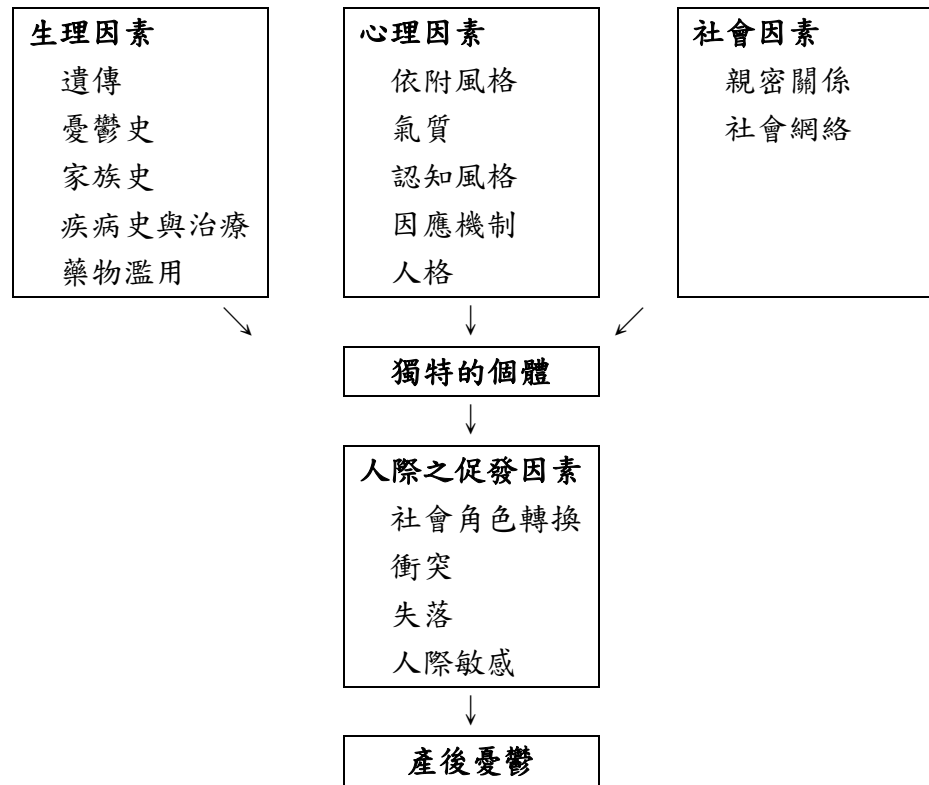 生理因素
遺傳
憂鬱史
家族史
疾病史與治療
藥物濫用
心理因素
依附風格
氣質
認知風格
因應機制
人格
社會因素
親密關係
社會網絡
獨特的個體
人際之促發因素
社會角色轉換
衝突
失落
人際敏感
產後憂鬱